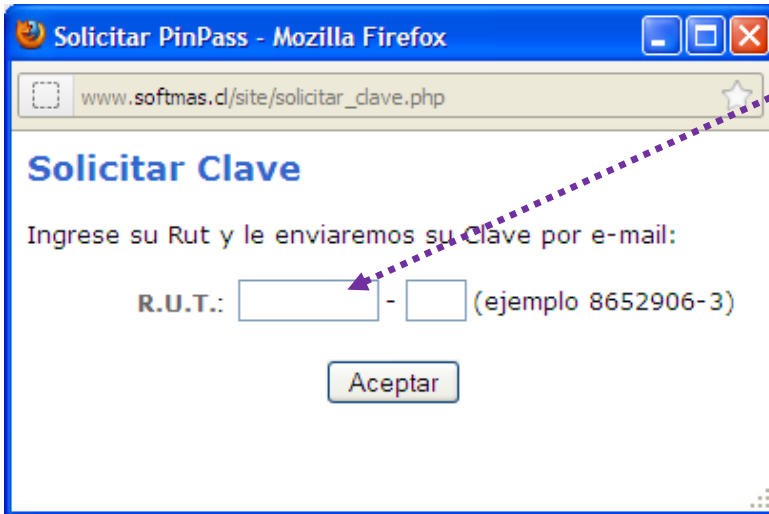 Solicitar PinPass - Mozilla Firefox
www.softmas.cl/site/solicitar_clave.php
Solicitar Clave
Ingrese su Rut y le enviaremos su Clave por e-mail:
R.U.T.: - (ejemplo 8652906-3)
Aceptar